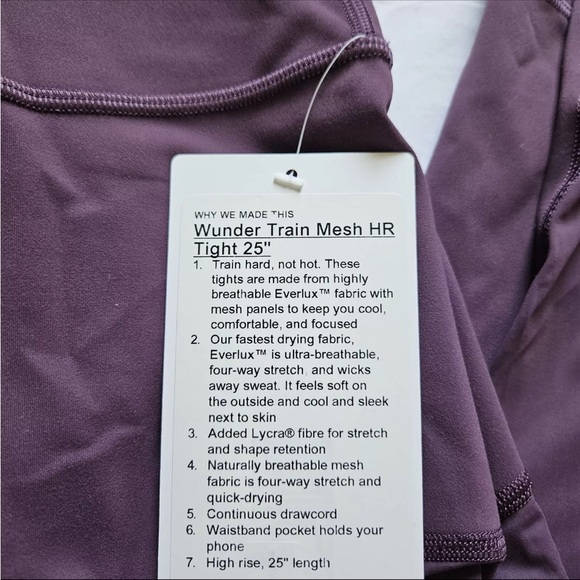 WHY WE MADE THIS
Wunder Train Mesh HR
Tight 25"
1. Train hard, not hot. These
tights are made from highly
breathable Everlux™ fabric with
mesh panels to keep you cool,
comfortable, and focused
2. Our fastest drying fabric,
Everlux™ is ultra-breathable,
four-way stretch, and wicks
away sweat. It feels soft on
the outside and cool and sleek
next to skin
3. Added Lycra® fibre for stretch
and shape retention
4. Naturally breathable mesh
fabric is four-way stretch and
quick-drying
5. Continuous drawcord
6. Waistband pocket holds your
phone
7. High rise, 25" length